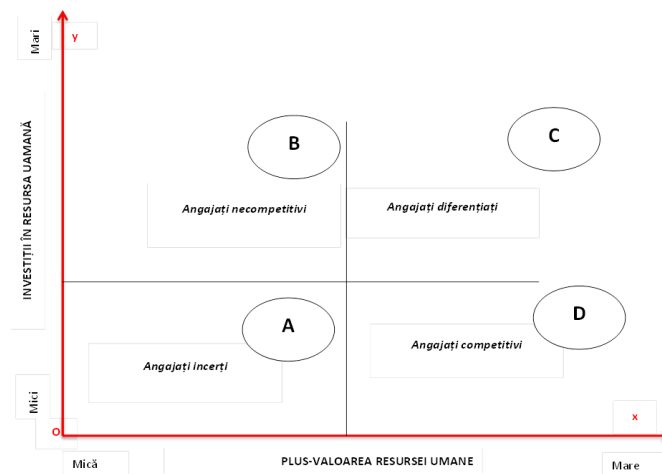 Mari
y
B
C
INVESTIȚII ÎN RESURSA UAMANĂ
Angajați necompetitivi
Angajați diferențiați
A
D
Angajați incerți
Angajați competitivi
Mici
O
x
Mică
PLUS-VALOAREA RESURSEI UMANE
Mare